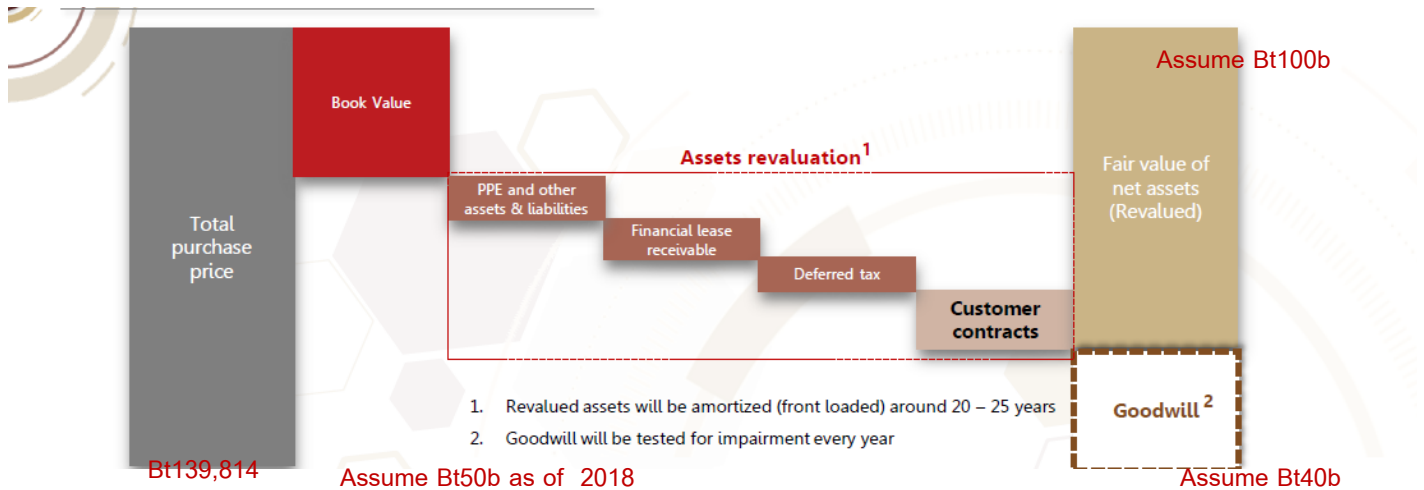 Assume Bt100b
Book Value
Assets revaluation1
PPE and other
assets & liabilities
Financial lease
receivable
Deferred tax
Customer
contracts
Total
purchase
price
Fair value of
net assets
(Revalued)
Goodwill 2
1. Revalued assets will be amortized (front loaded) around 20 – 25 years
2. Goodwill will be tested for impairment every year
Bt139,814
Assume Bt50b as of 2018
Assume Bt40b